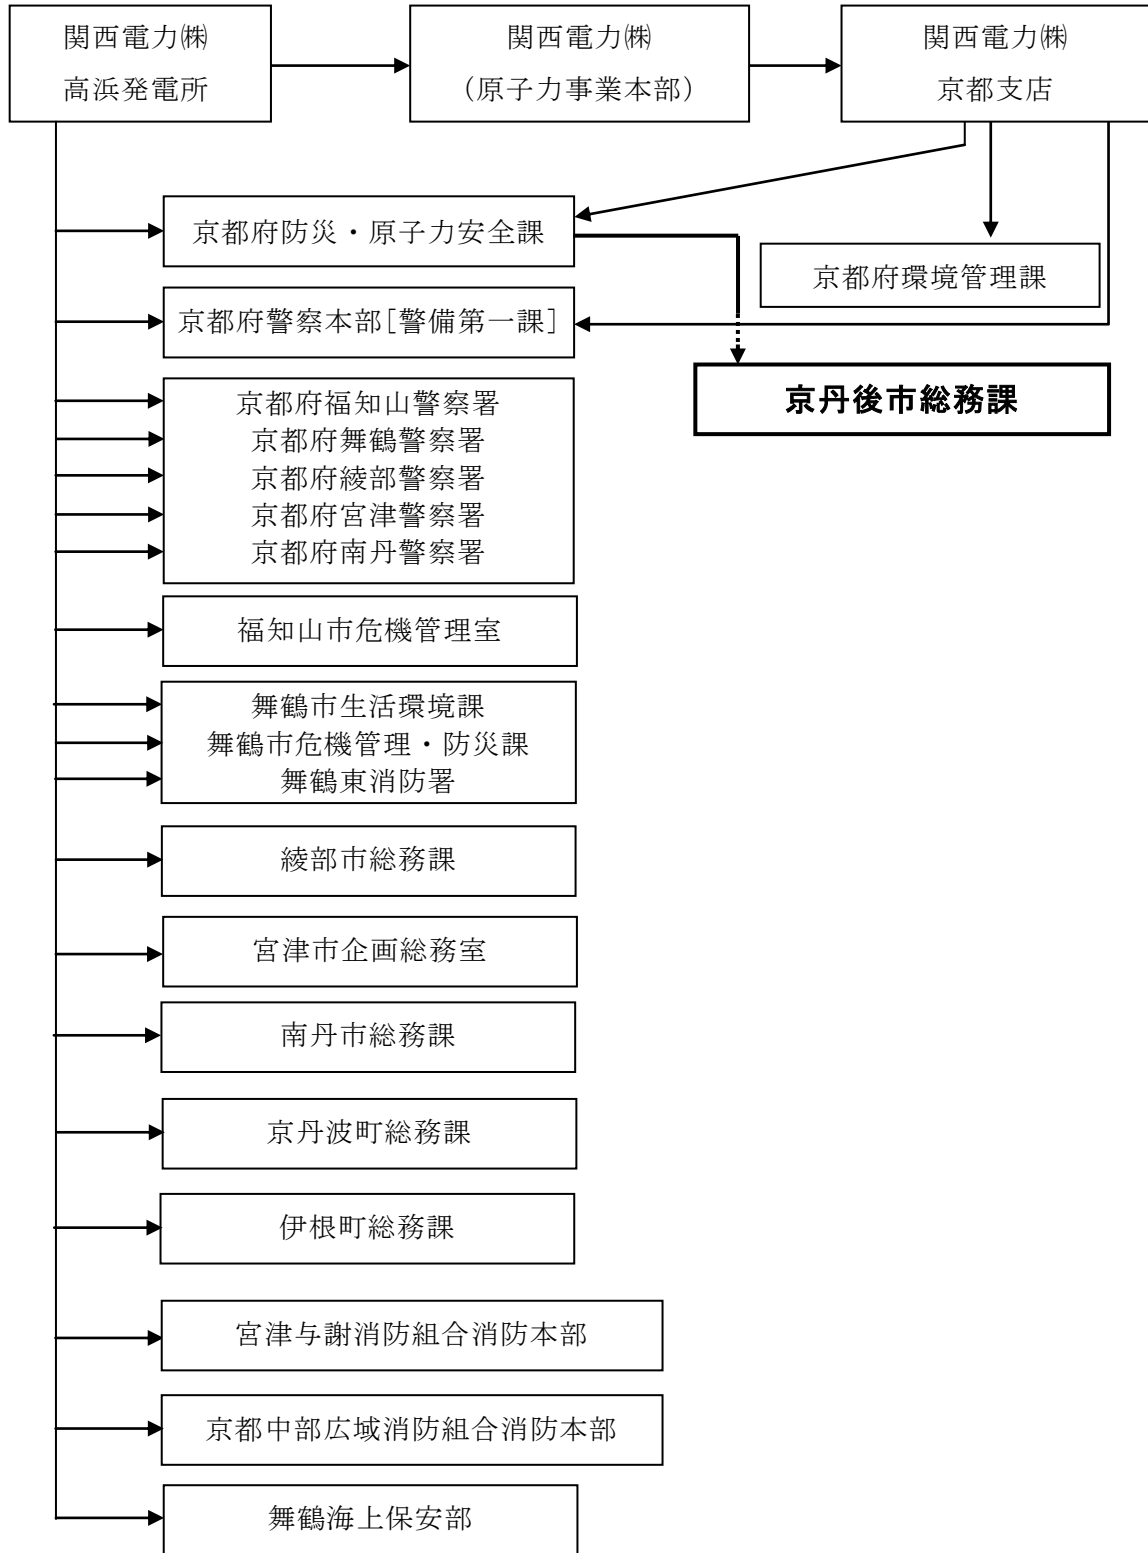 関西電力㈱
高浜発電所
関西電力㈱
(原子力事業本部)
関西電力㈱
京都支店
京都府防災・原子力安全課
京都府環境管理課
京都府警察本部[警備第一課]
京丹後市総務課
京都府福知山警察署
京都府舞鶴警察署
京都府綾部警察署
京都府宮津警察署
京都府南丹警察署
福知山市危機管理室
舞鶴市生活環境課
舞鶴市危機管理・防災課
舞鶴東消防署
綾部市総務課
宮津市企画総務室
南丹市総務課
京丹波町総務課
伊根町総務課
宮津与謝消防組合消防本部
京都中部広域消防組合消防本部
舞鶴海上保安部